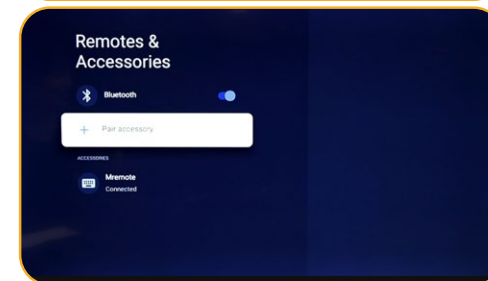 Remotes &
Accessories
Bluetooth
Pair accessory
ACCESSORIES
Mremote
Connected